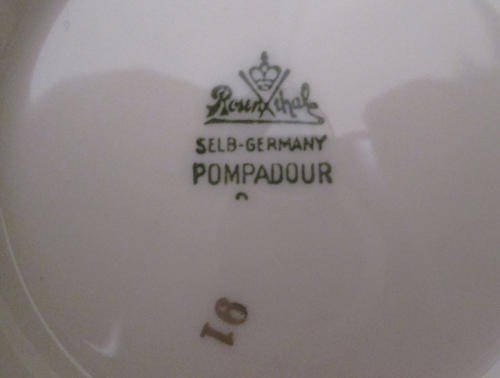 Rosenthal
SELB-GERMANY
POMPADOUR
16